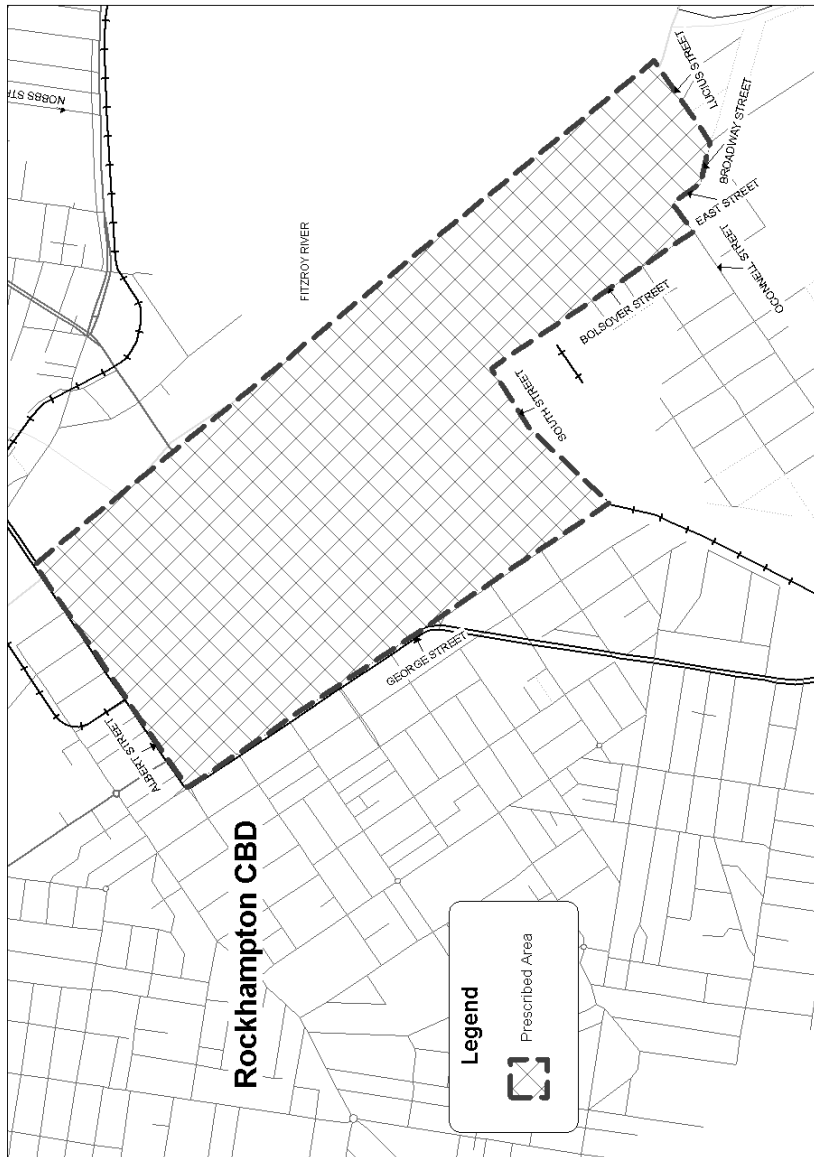 Rockhampton CBD
Legend
Prescribed Area
NOBBS STR
FITZROY RIVER
ALBERT STREET
GEORGE STREET
SOUTH STREET
BOLSOVER STREET
OCONNELL STREET
EAST STREET
BROADWAY STREET
LUCIUS STREET